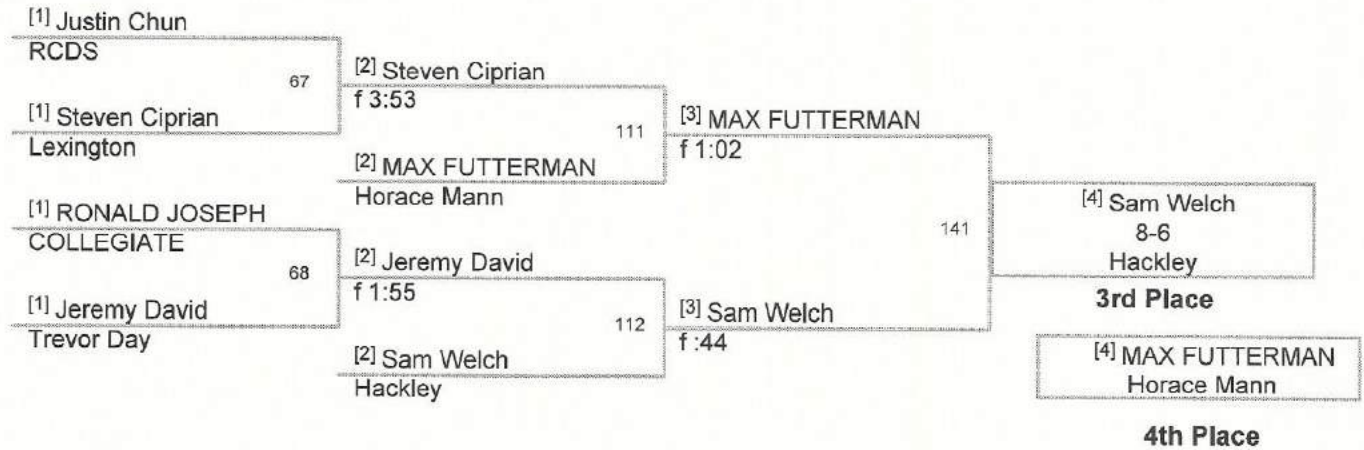 [1] Justin Chun
RCDS
67
[1] Steven Ciprian
Lexington
[2] Steven Ciprian
f 3:53
111
[2] MAX FUTTERMAN
Horace Mann
[3] MAX FUTTERMAN
f 1:02
[1] RONALD JOSEPH
COLLEGIATE
68
[1] Jeremy David
Trevor Day
[2] Jeremy David
f 1:55
112
[2] Sam Welch
Hackley
[3] Sam Welch
f :44
141
[4] Sam Welch
8-6
Hackley
3rd Place
[4] MAX FUTTERMAN
Horace Mann
4th Place